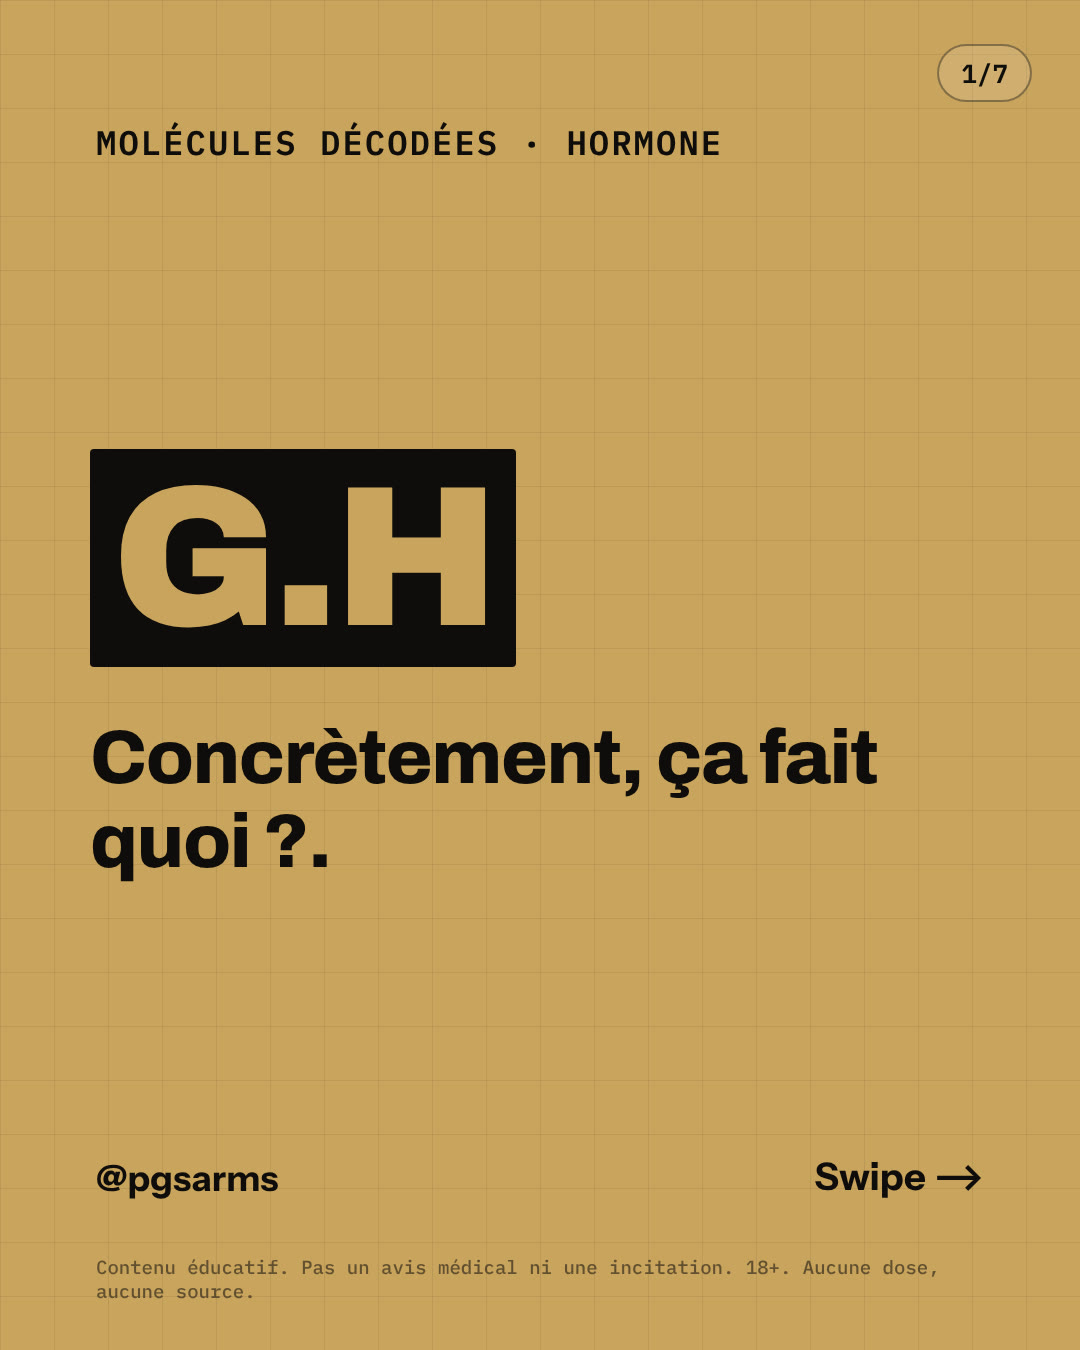 1/7
MOLÉCULES DÉCODÉES · HORMONE
G.H
Concrètement, ça fait
quoi ?.
@pgsarms
Swipe →
Contenu éducatif. Pas un avis médical ni une incitation. 18+. Aucune dose,
aucune source.